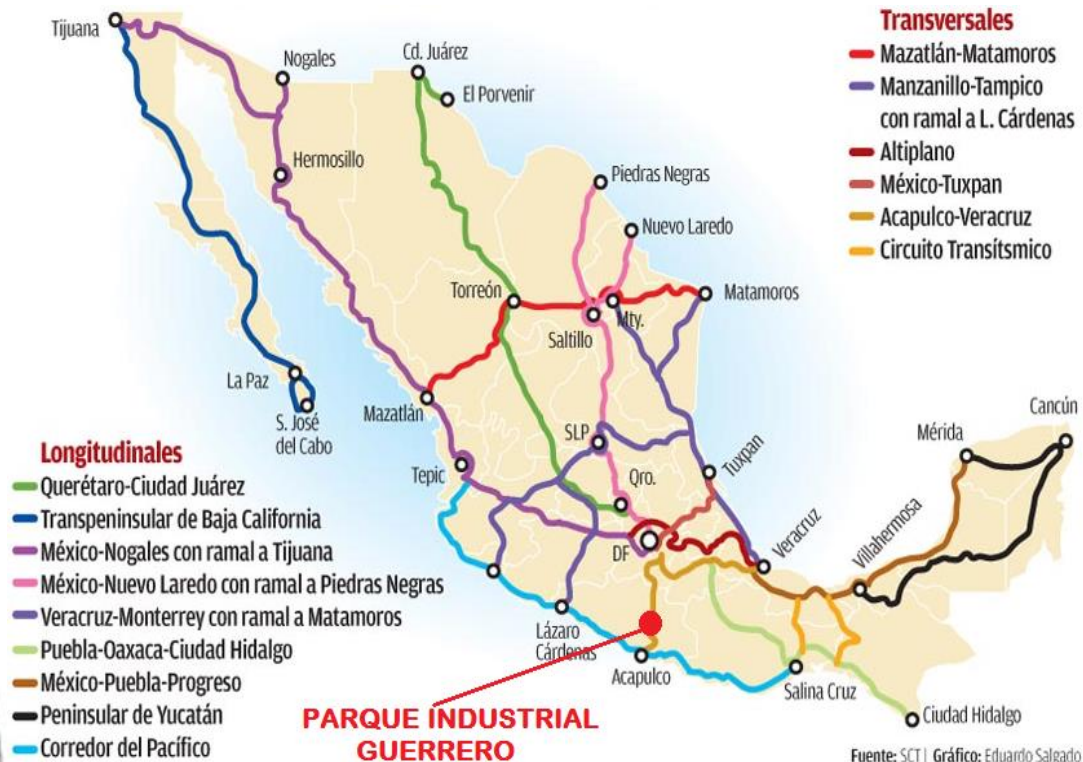 Tijuana
Nogales
Cd. Juárez
El Porvenir
Hermosillo
Piedras Negras
Nuevo Laredo
Torreón
Saltillo
Mty.
Matamoros
La Paz
S. José
del Cabo
Mazatlán
SLP
Tepic
Qro.
Tuxpan
DF
Veracruz
Villahermosa
Mérida
Cancún
Lázaro
Cárdenas
Acapulco
Salina Cruz
Ciudad Hidalgo
Transversales
Mazatlán-Matamoros
Manzanillo-Tampico
con ramal a L. Cárdenas
Altiplano
México-Tuxpan
Acapulco-Veracruz
Circuito Transítsmico
Longitudinales
Querétaro-Ciudad Juárez
Transpeninsular de Baja California
México-Nogales con ramal a Tijuana
México-Nuevo Laredo con ramal a Piedras Negras
Veracruz-Monterrey con ramal a Matamoros
Puebla-Oaxaca-Ciudad Hidalgo
México-Puebla-Progreso
Peninsular de Yucatán
Corredor del Pacífico
PARQUE INDUSTRIAL
GUERRERO
Fuente: SCT | Gráfico: Eduardo Salgado